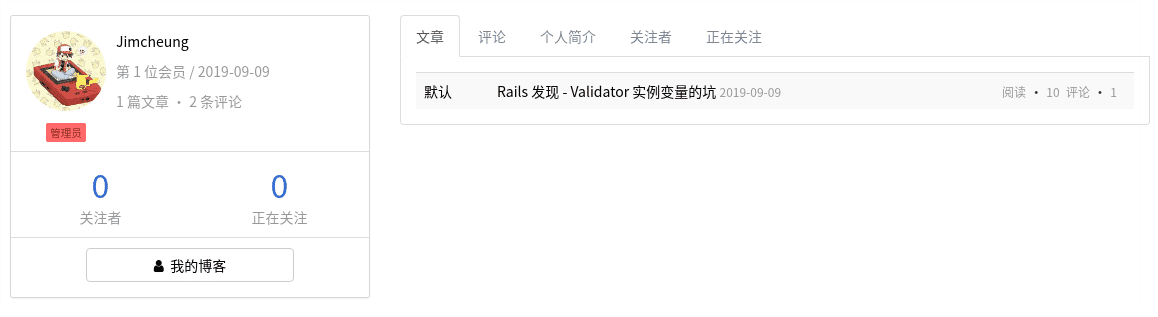 Jimcheung
第 1 位会员 / 2019-09-09
1 篇文章 • 2 条评论
管理员
0
关注者
0
正在关注
我的博客
文章 评论 个人简介 关注者 正在关注
默认 Rails 发现 - Validator 实例变量的坑 2019-09-09 阅读 • 10 评论 • 1